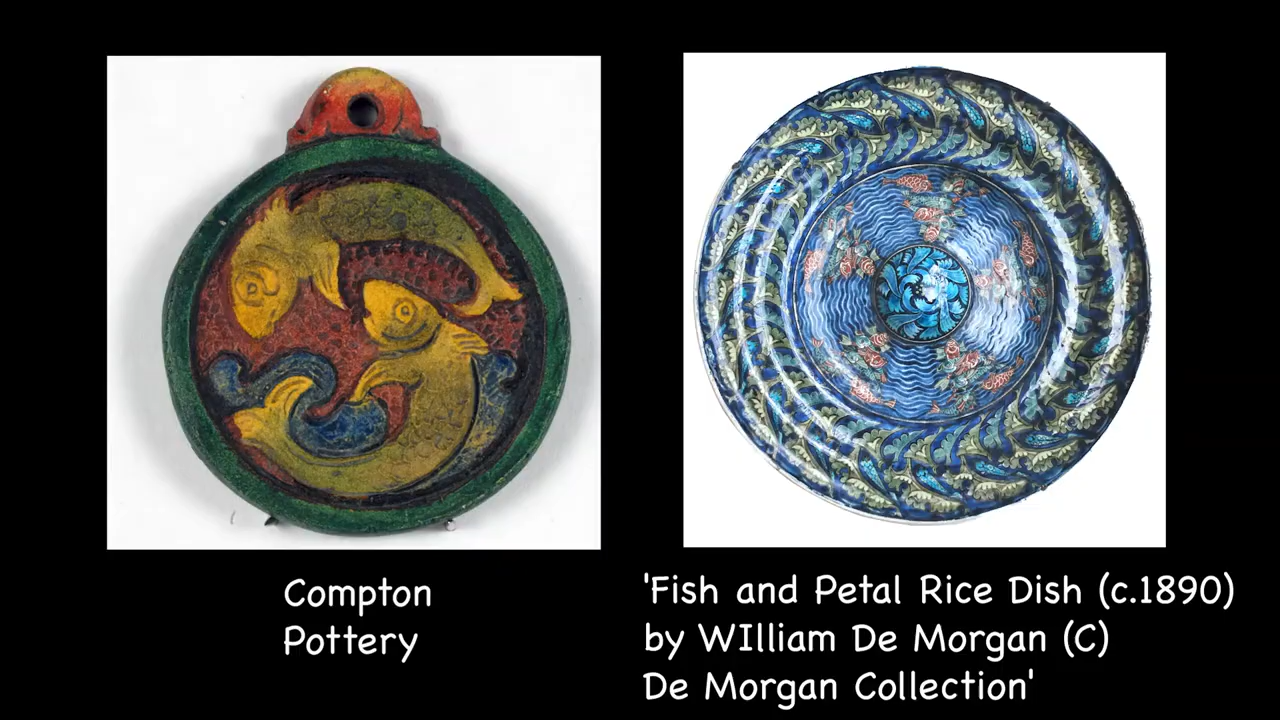 Compton
Pottery
'Fish and Petal Rice Dish (c.1890)
by WIlliam De Morgan (C)
De Morgan Collection'